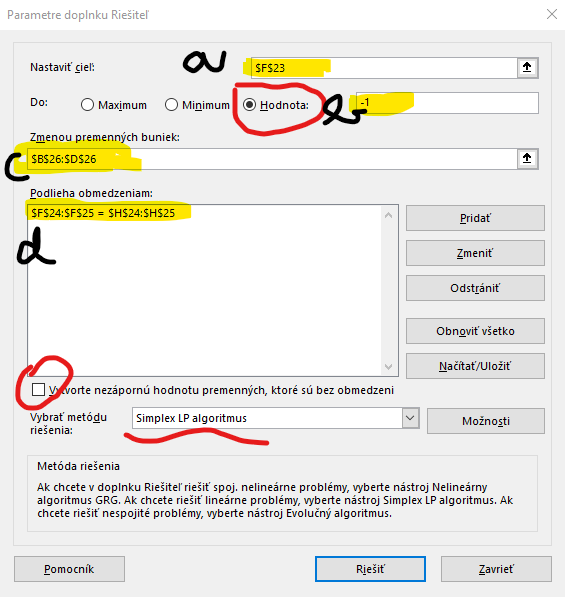 Parametre doplnku Riešiteľ
Nastaviť cieľ:
a
$F$23
Do:
Maximum
Minimum
Hodnota:
b
-1
Zmenou premenných buniek:
c
$B$26:$D$26
Podlieha obmedzeniam:
$F$24:$F$25 = $H$24:$H$25
d
Pridať
Zmeniť
Odstrániť
Obnoviť všetko
Načítať/Uložiť
Vytvorte nezápornú hodnotu premenných, ktoré sú bez obmedzeni
Vybrať metódu
riešenia:
Simplex LP algoritmus
Možnosti
Metóda riešenia
Ak chcete v doplnku Riešiteľ riešiť spoj. nelineárne problémy, vyberte nástroj Nelineárny
algoritmus GRG. Ak chcete riešiť lineárne problémy, vyberte nástroj Simplex LP algoritmus. Ak
chcete riešiť nespojité problémy, vyberte nástroj Evolučný algoritmus.
Pomocník
Riešiť
Zavrieť